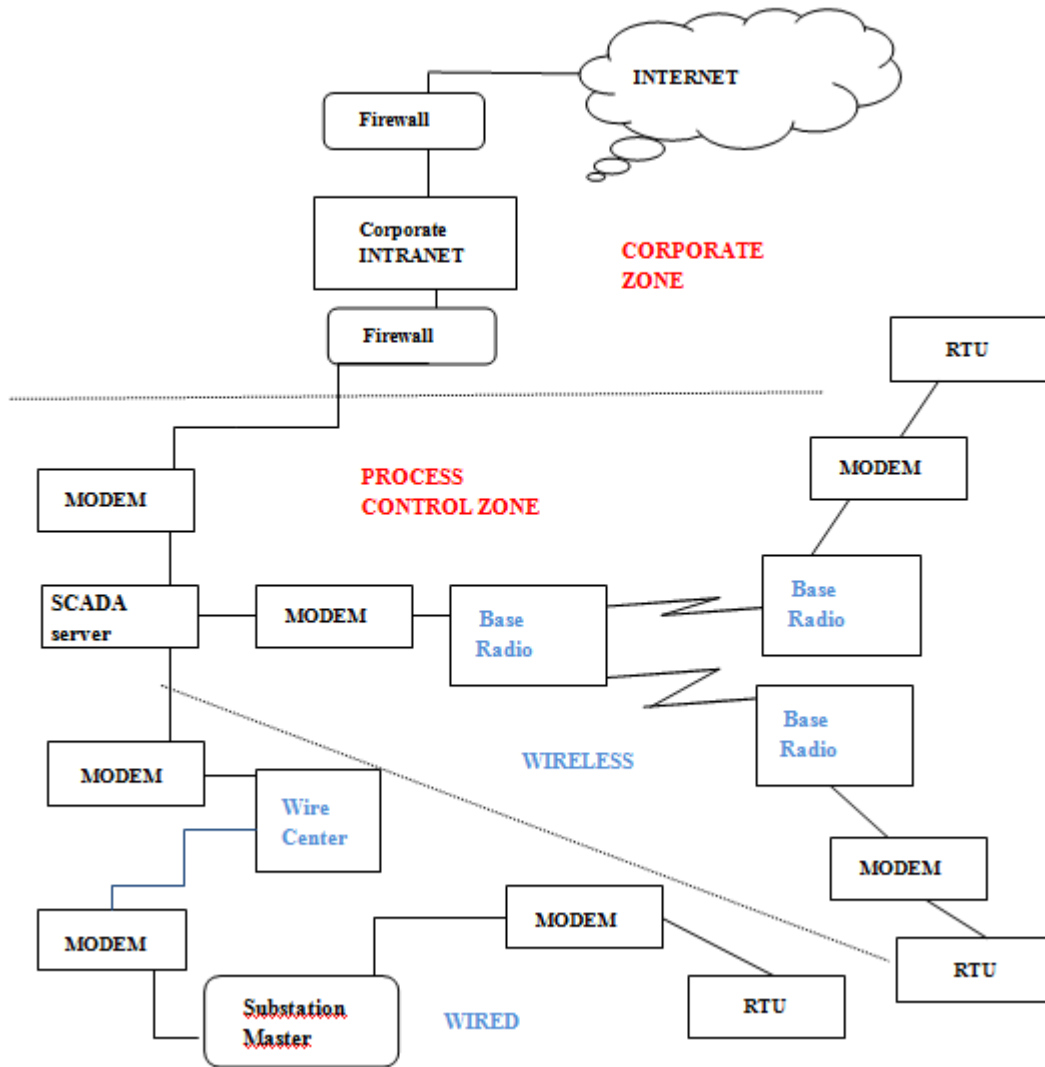 INTERNET
Firewall
Corporate
INTRANET
CORPORATE
ZONE
Firewall
RTU
MODEM
PROCESS
CONTROL ZONE
MODEM
SCADA
server
MODEM
Base
Radio
Base
Radio
Base
Radio
WIRELESS
MODEM
Wire
Center
MODEM
MODEM
MODEM
RTU
RTU
Substation
Master
WIRED